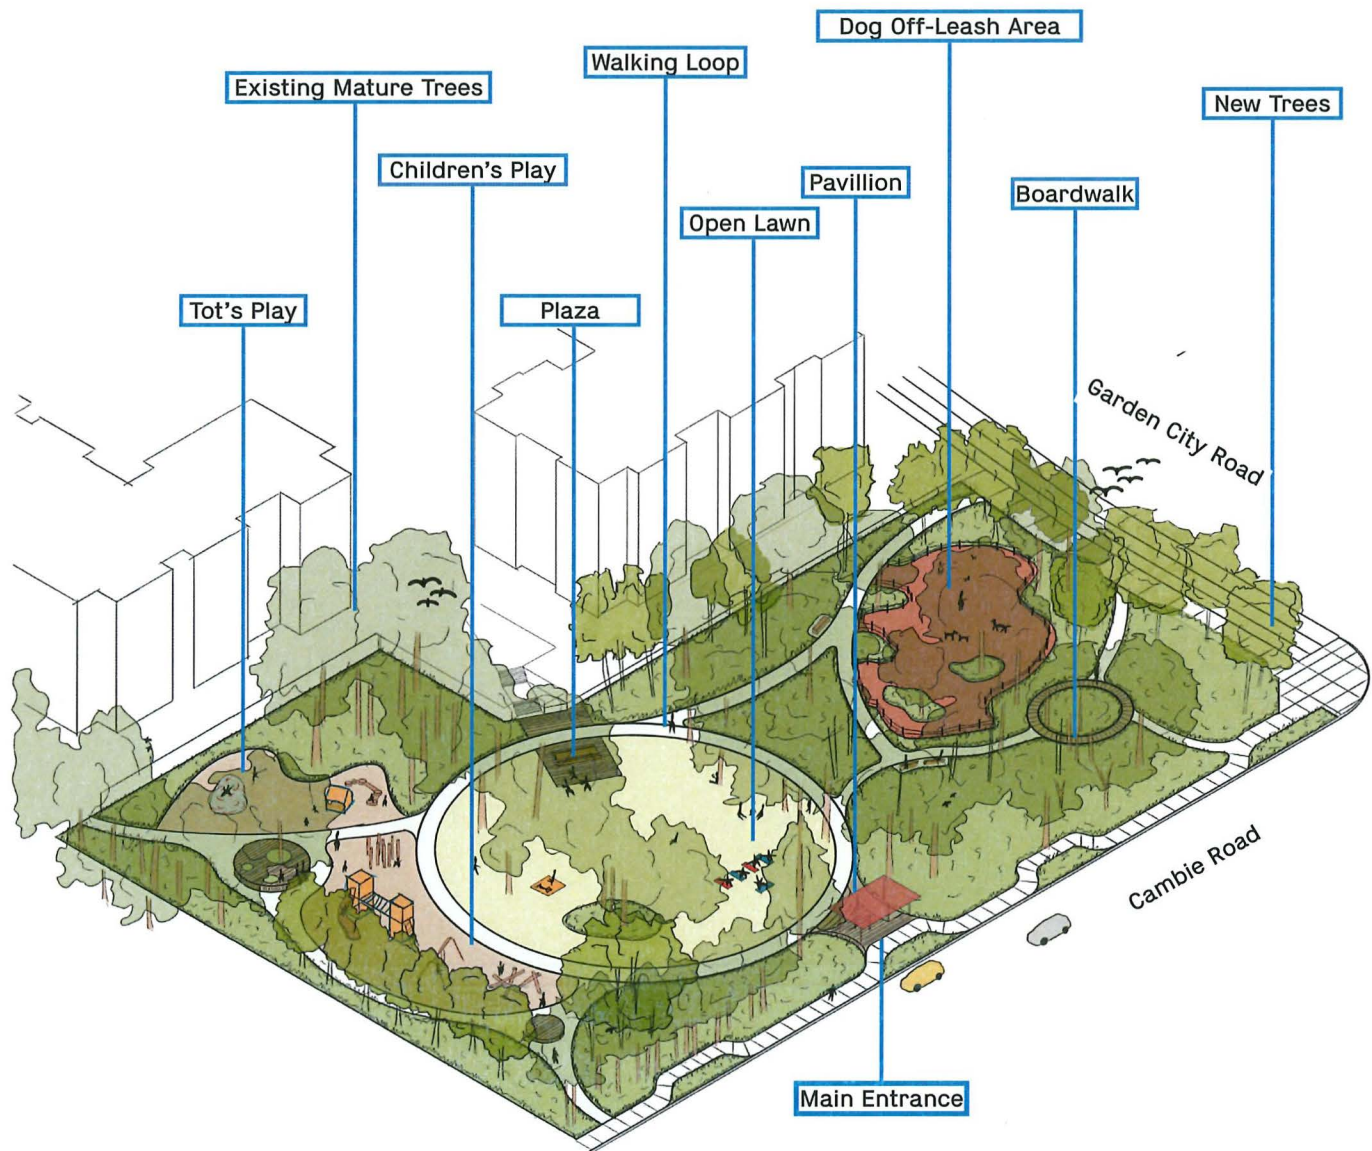 Dog Off-Leash Area
Walking Loop
Existing Mature Trees
New Trees
Children's Play
Pavillion
Boardwalk
Open Lawn
Tot's Play
Plaza
Garden City Road
Cambie Road
Main Entrance